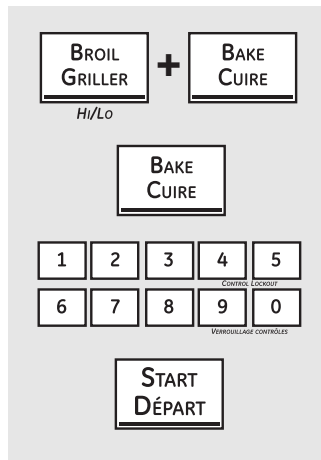 BROIL + BAKE
GRILLER CUIRE
HI/LO
BAKE
CUIRE
1 2 3 4 5
CONTROL LOCKOUT
6 7 8 9 0
VERROUILLAGE CONTRÔLES
START
DÉPART